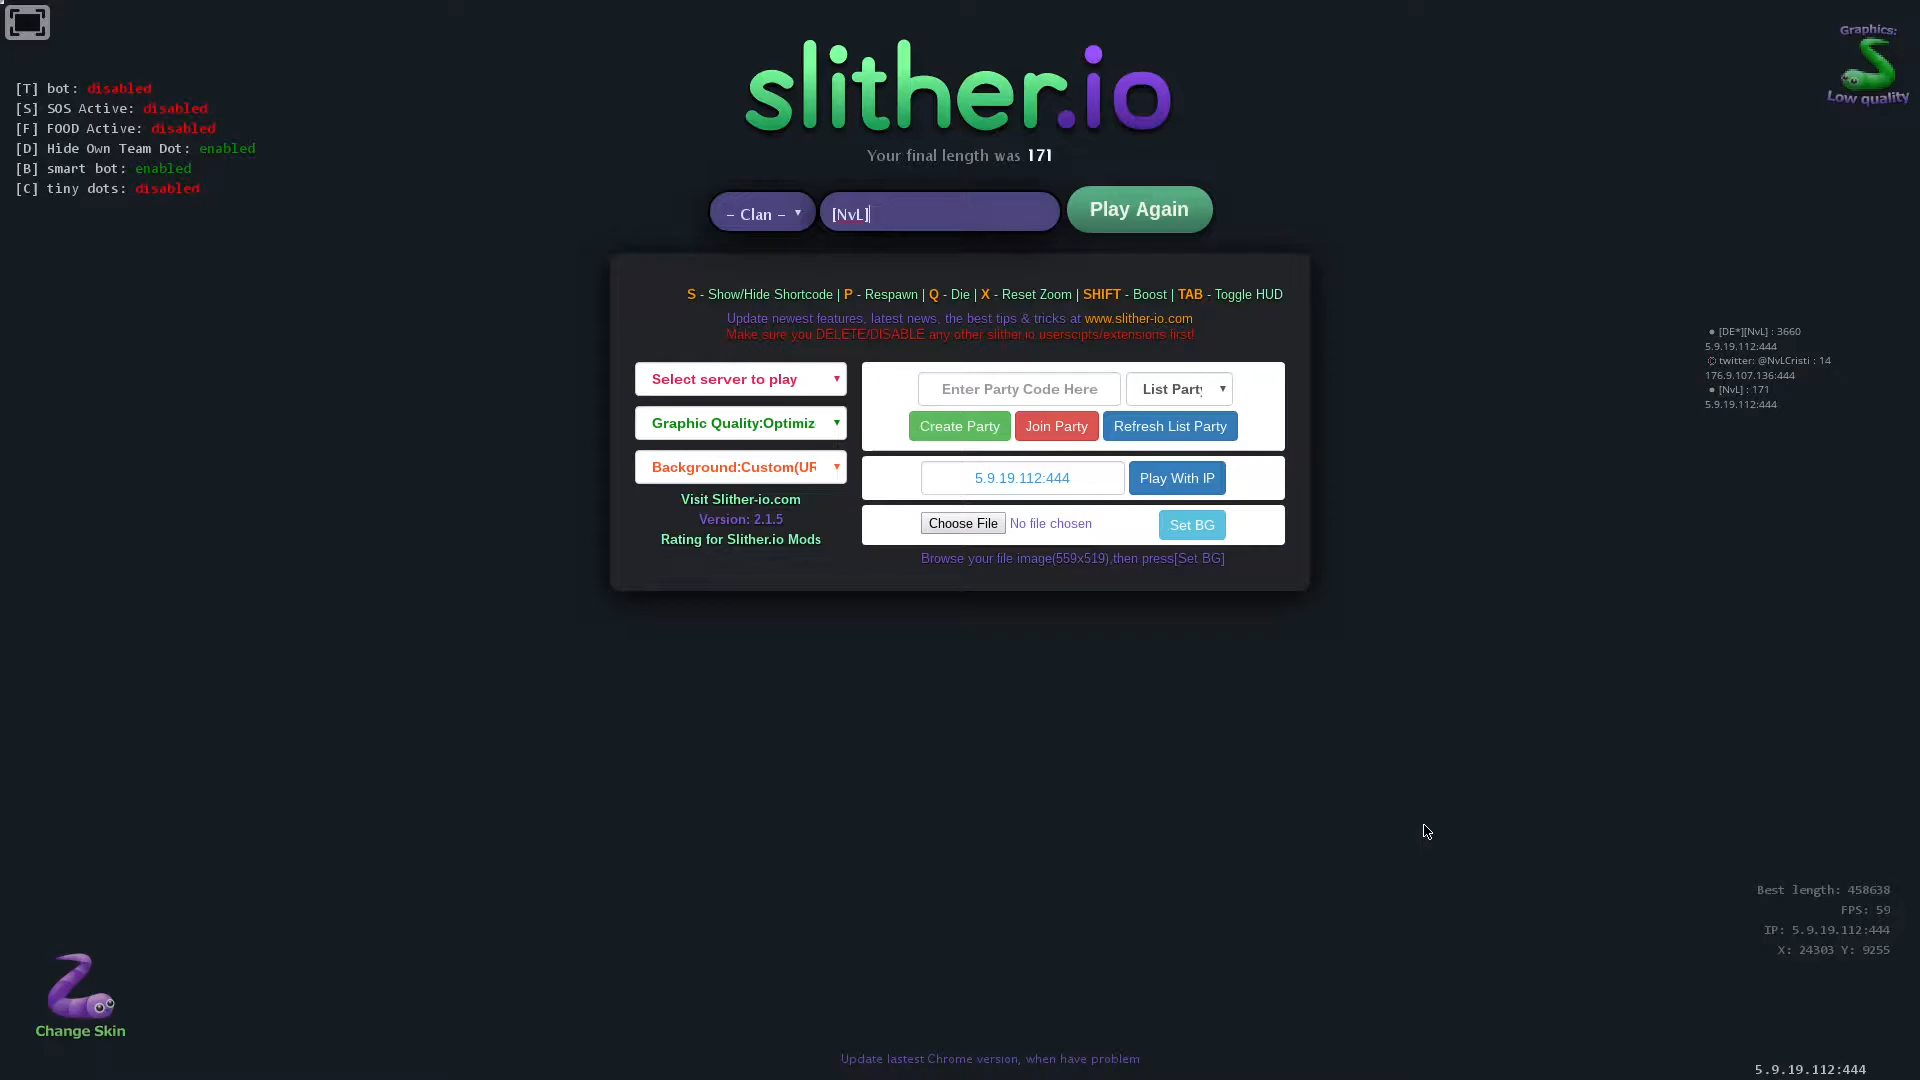 Graphics:
Low quality
slither.io
[T] bot: disabled
[S] SOS Active: disabled
[F] FOOD Active: disabled
[D] Hide Own Team Dot: enabled
[B] smart bot: enabled
[C] tiny dots: disabled
Your final length was 171
- Clan - [NvL] Play Again
S - Show/Hide Shortcode | P - Respawn | Q - Die | X - Reset Zoom | SHIFT - Boost | TAB - Toggle HUD
Update newest features, latest news, the best tips & tricks at www.slither-io.com
Make sure you DELETE/DISABLE any other slither.io userscipts/extensions first!
Select server to play
Graphic Quality:Optimiz
Background:Custom(UR
Visit Slither-io.com
Version: 2.1.5
Rating for Slither.io Mods
Enter Party Code Here List Party
Create Party Join Party Refresh List Party
5.9.19.112:444 Play With IP
Choose File No file chosen Set BG
Browse your file image(559x519),then press[Set BG]
[DE*][NvL] : 3660
5.9.19.112:444
twitter: @NvLCristi : 14
176.9.107.136:444
[NvL] : 171
5.9.19.112:444
Best length: 458638
FPS: 59
IP: 5.9.19.112:444
X: 24303 Y: 9255
Change Skin
Update lastest Chrome version, when have problem
5.9.19.112:444